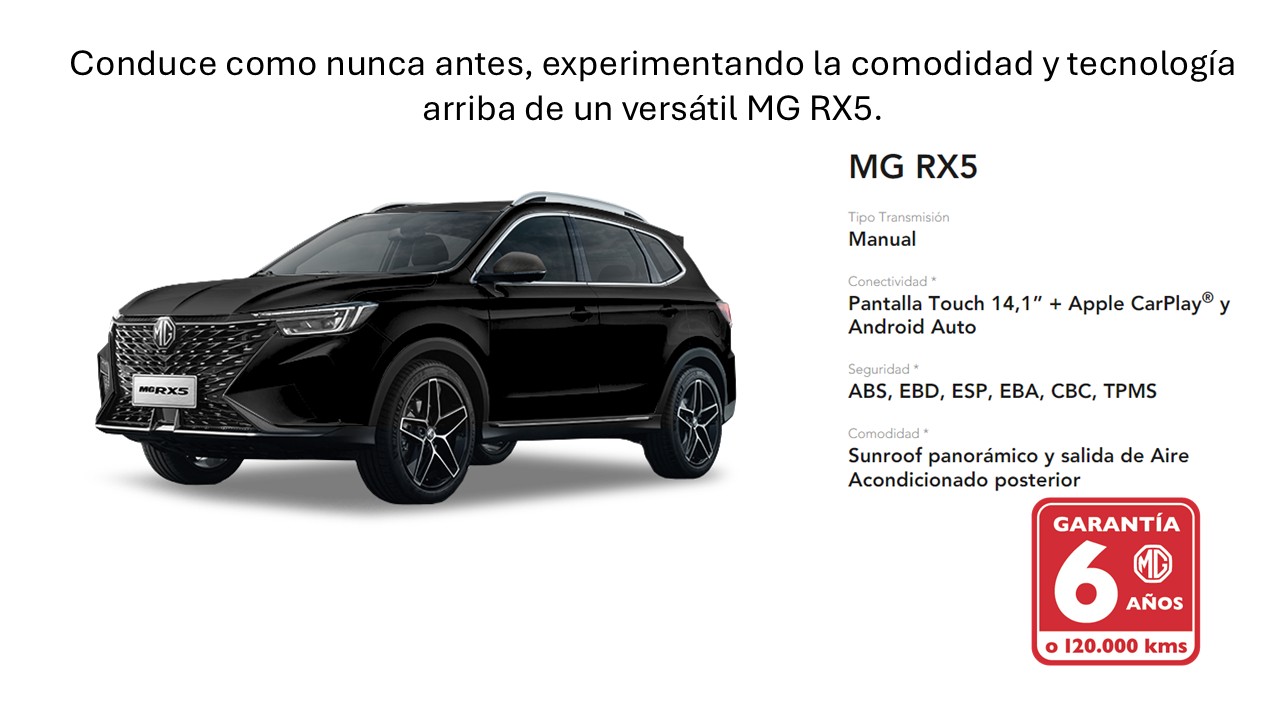 Conduce como nunca antes, experimentando la comodidad y tecnología
arriba de un versátil MG RX5.
MG RX5
Tipo Transmisión
Manual
Conectividad *
Pantalla Touch 14,1” + Apple CarPlay® y
Android Auto
Seguridad *
ABS, EBD, ESP, EBA, CBC, TPMS
Comodidad *
Sunroof panorámico y salida de Aire
Acondicionado posterior
MG
MG RX5
GARANTÍA
6 MG
AÑOS
o 120.000 kms